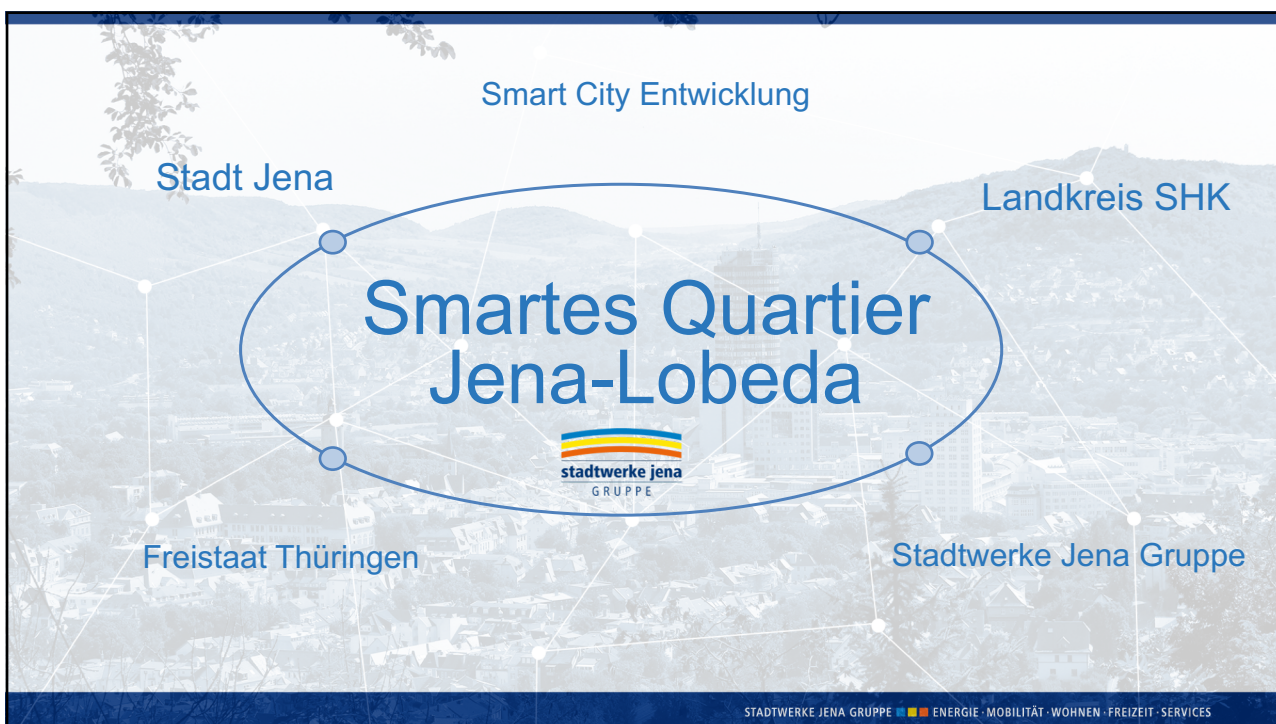 Smart City Entwicklung
Stadt Jena
Landkreis SHK
Smartes Quartier
Jena-Lobeda
stadtwerke jena
GRUPPE
Freistaat Thüringen
Stadtwerke Jena Gruppe
STADTWERKE JENA GRUPPE ENERGIE · MOBILITÄT · WOHNEN · FREIZEIT · SERVICES